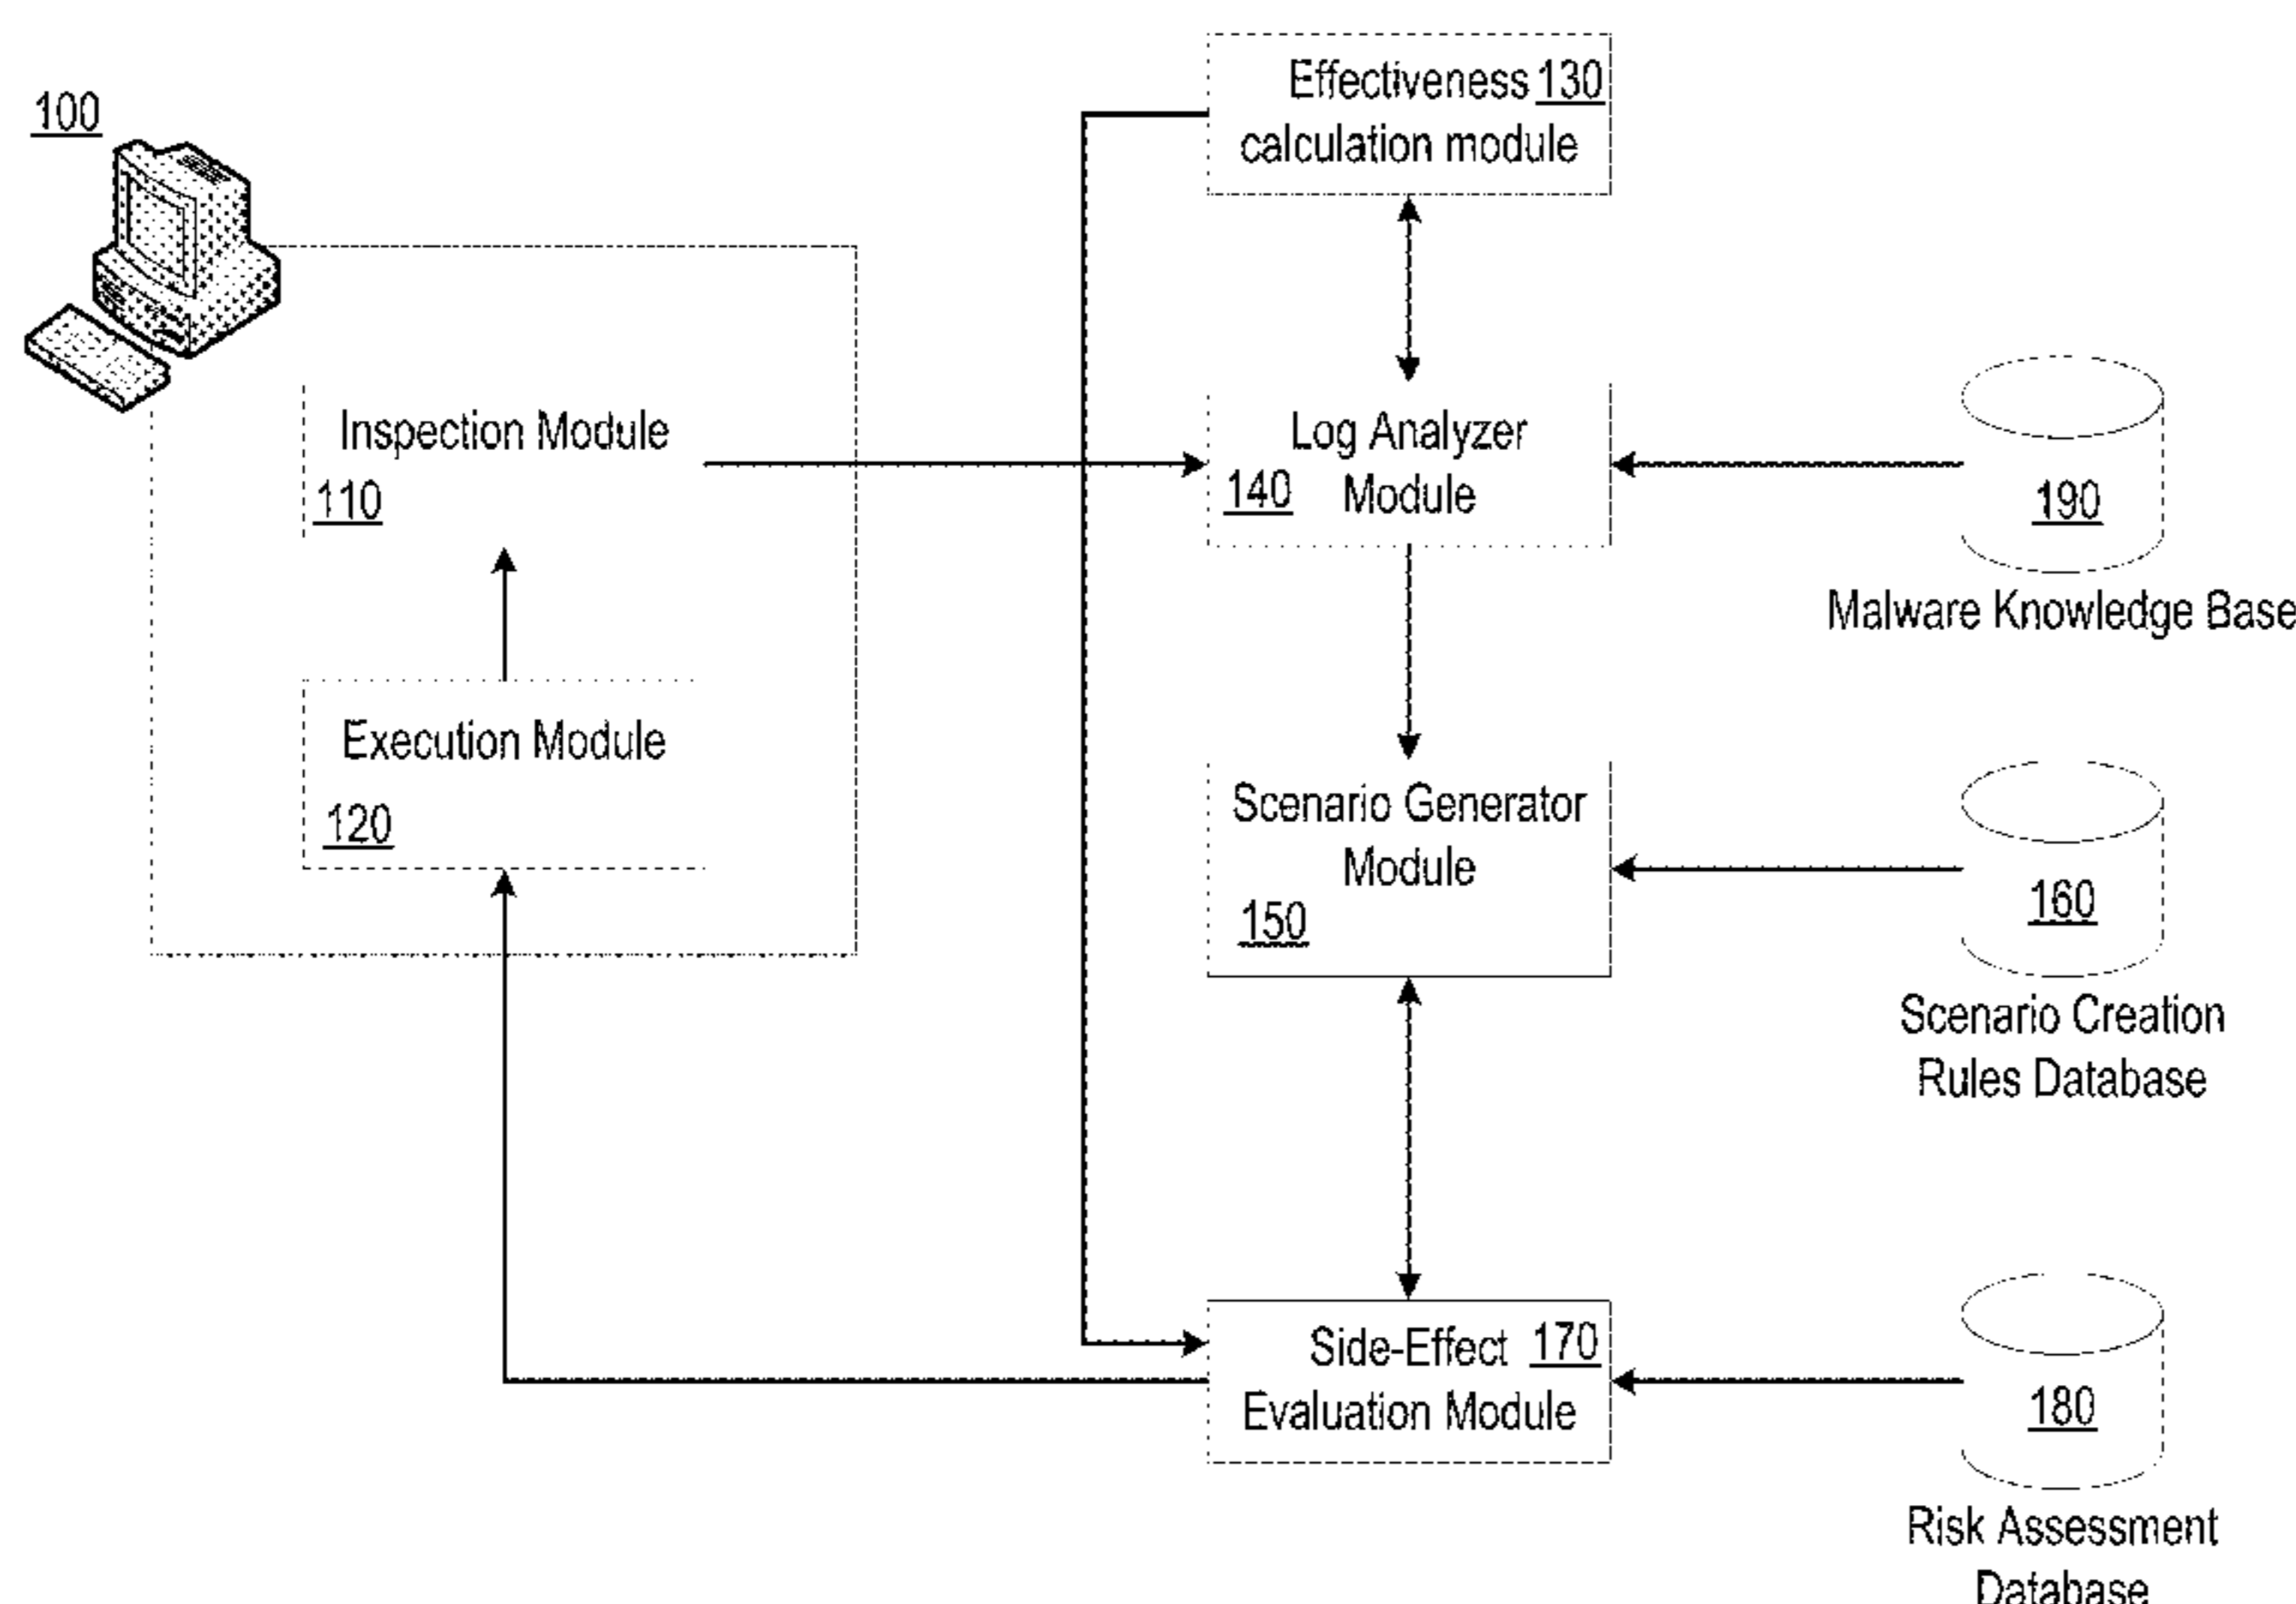 100
Effectiveness 130
calculation module
Inspection Module
110
Log Analyzer
140 Module
190
Malware Knowledge Base
Execution Module
120
Scenario Generator
Module
150
160
Scenario Creation
Rules Database
Side-Effect 170
Evaluation Module
180
Risk Assessment
Database